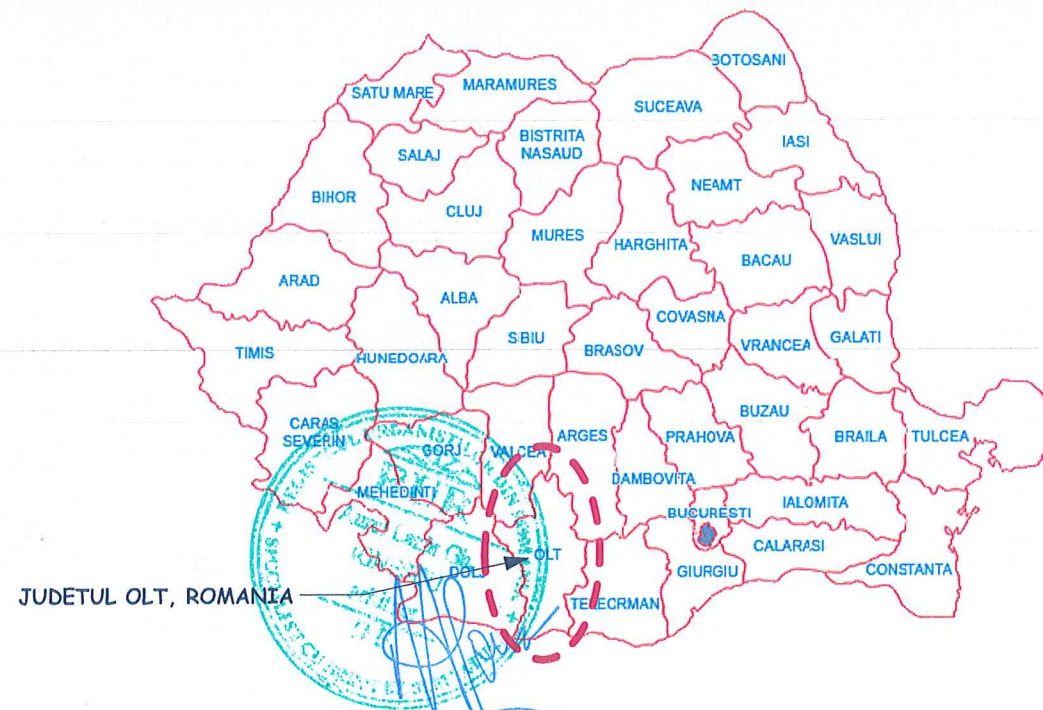 BOTOSANI
SATU MARE
MARAMURES
SUCEAVA
BISTRITA
NASAUD
IASI
SALAJ
NEAMT
BIHOR
CLUJ
MURES
HARGHITA
VASLUI
BACAU
ARAD
ALBA
COVASNA
SIBIU
BRASOV
VRANCEA
GALATI
TIMIS
HUNEDOARA
CARAS
SEVERIN
BUZAU
ARGES
PRAHOVA
BRAILA
TULCEA
GORJ
VALCEA
DAMBOVITA
MEHEDINTI
IALOMITA
BUCURESTI
CALARASI
OLT
DOLJ
GIURGIU
CONSTANTA
JUDETUL OLT, ROMANIA
TELEORMAN